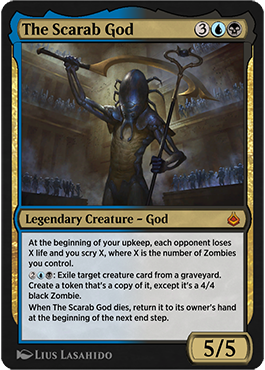 The Scarab God 3
Legendary Creature – God
At the beginning of your upkeep, each opponent loses
X life and you scry X, where X is the number of Zombies
you control.
2: Exile target creature card from a graveyard.
Create a token that's a copy of it, except it's a 4/4
black Zombie.
When The Scarab God dies, return it to its owner's hand
at the beginning of the next end step.
5/5
Lius Lasahido